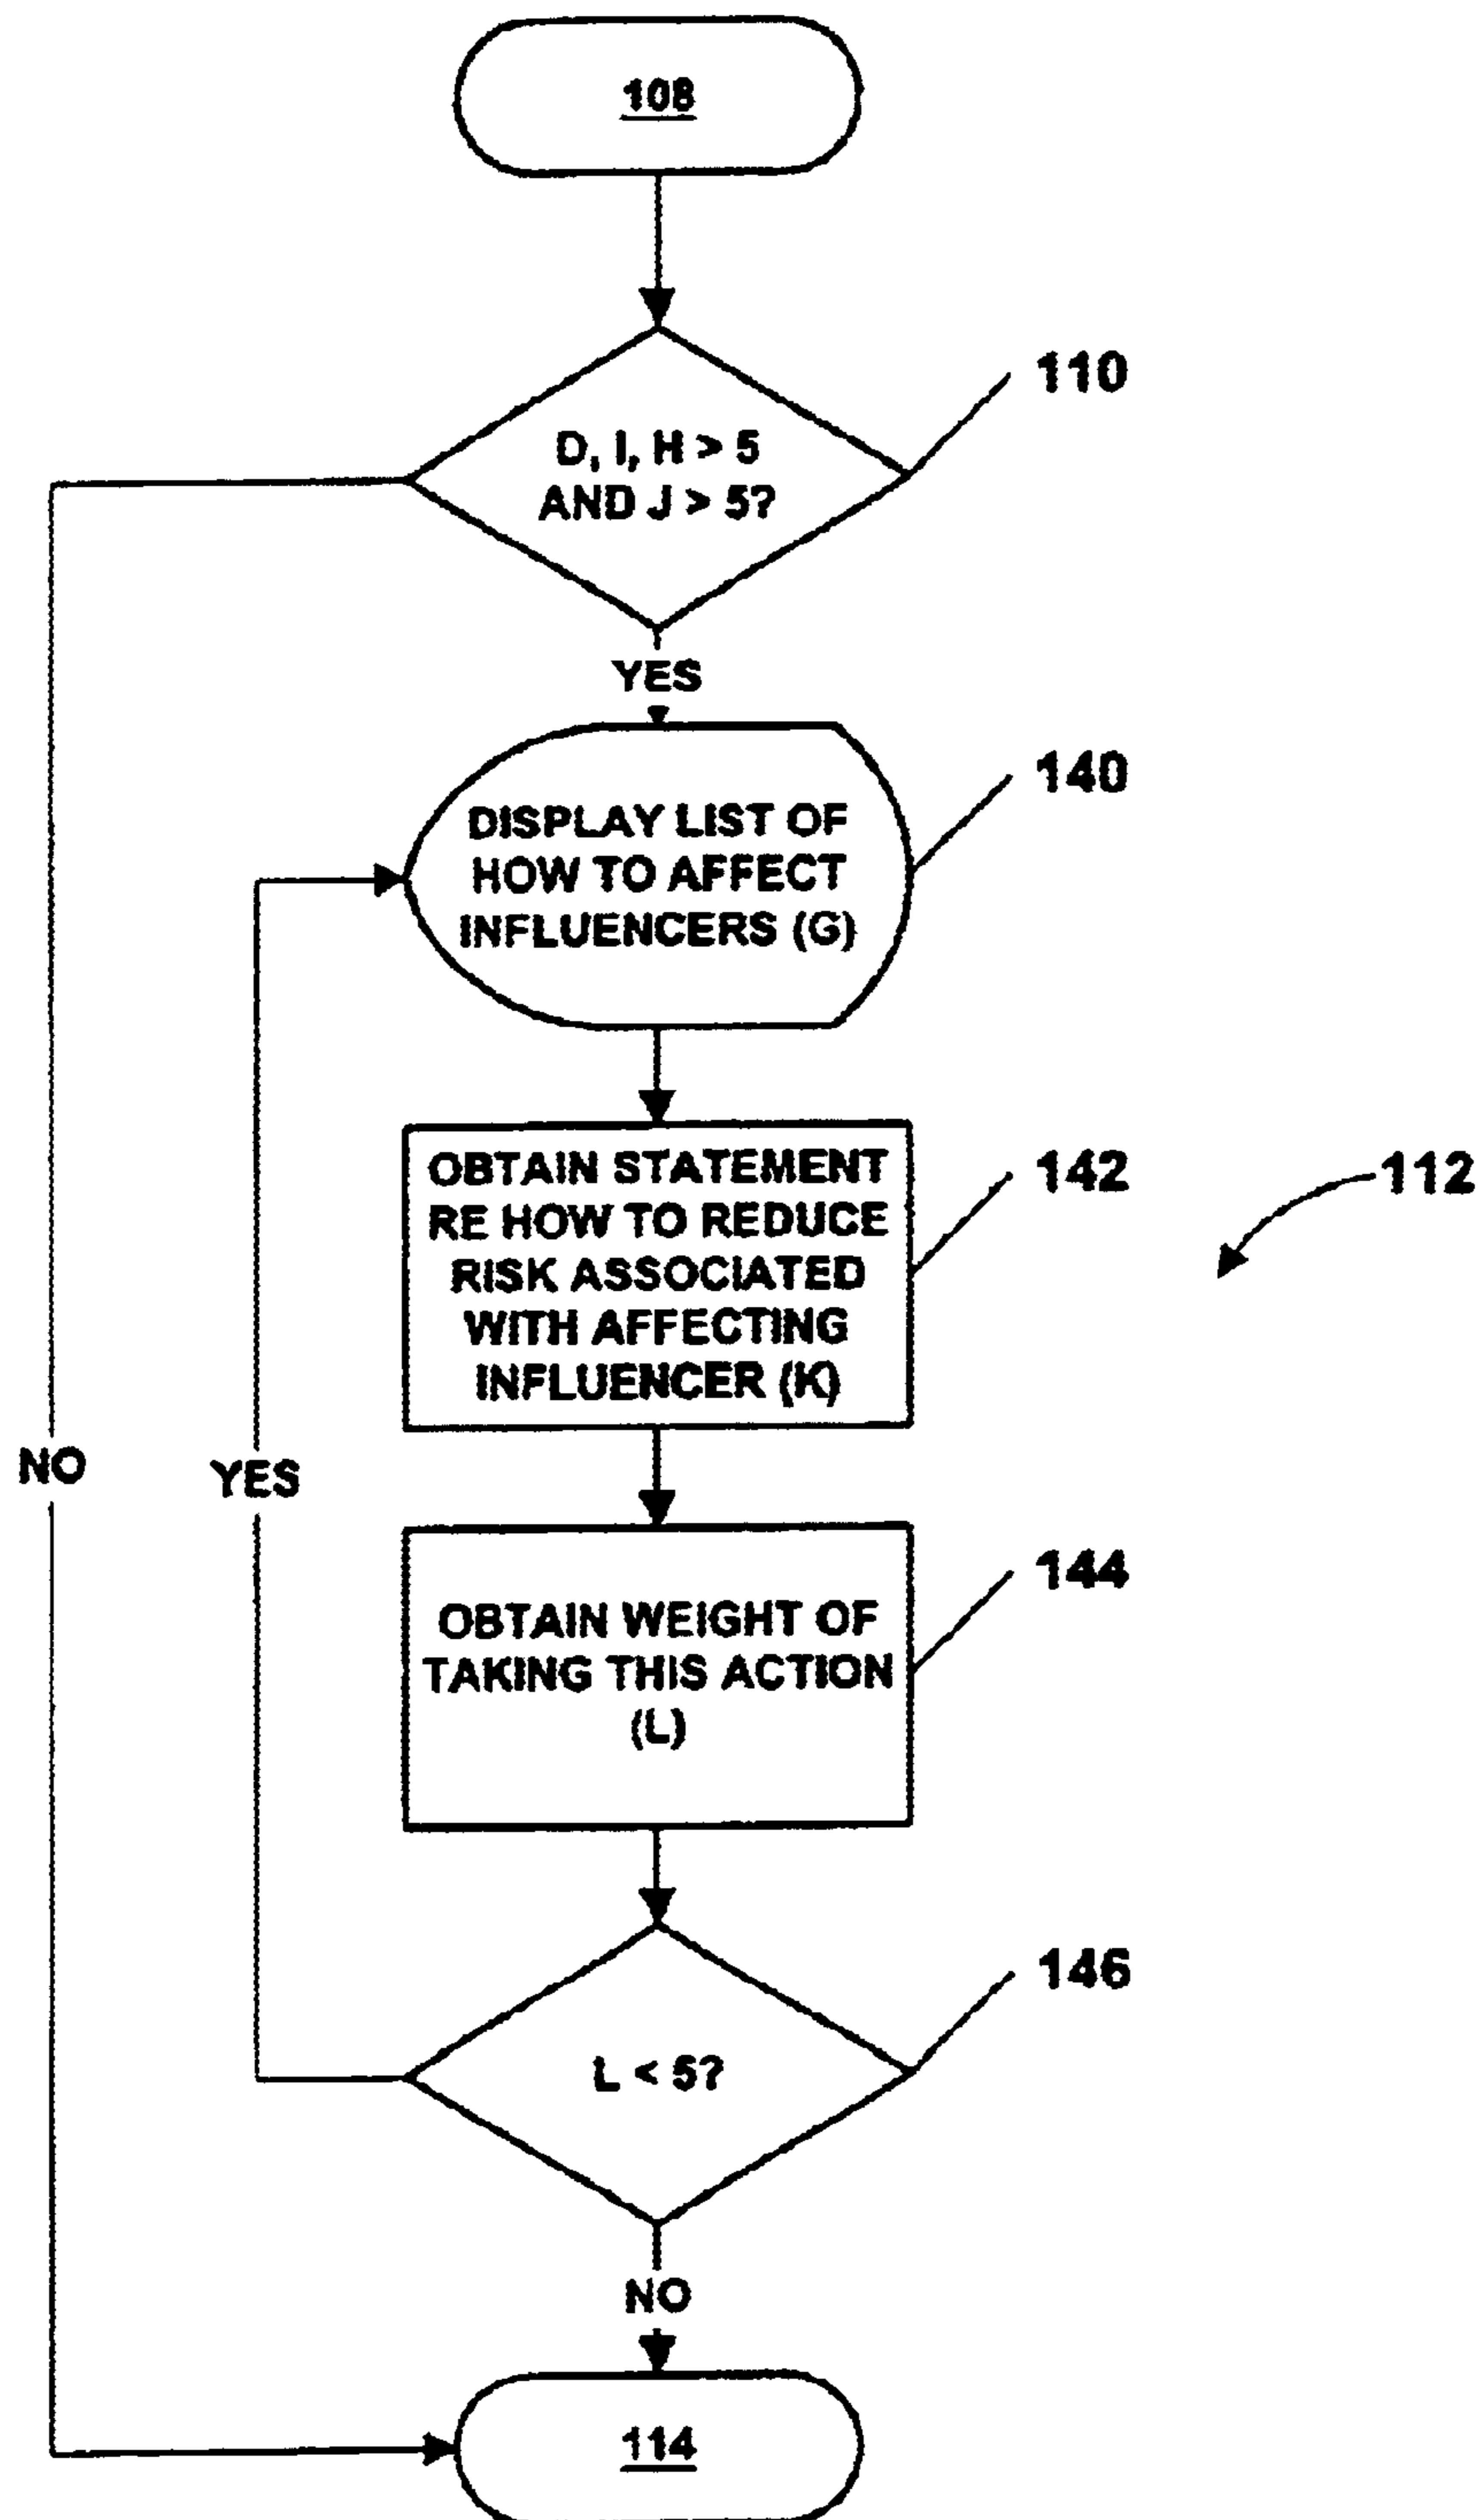 108
110
D, I, H > 5
AND J > 5?
YES
140
DISPLAY LIST OF
HOW TO AFFECT
INFLUENCERS (G)
142
112
OBTAIN STATEMENT
RE HOW TO REDUCE
RISK ASSOCIATED
WITH AFFECTING
INFLUENCER (K)
NO
YES
144
OBTAIN WEIGHT OF
TAKING THIS ACTION
(L)
146
L < 5?
NO
114